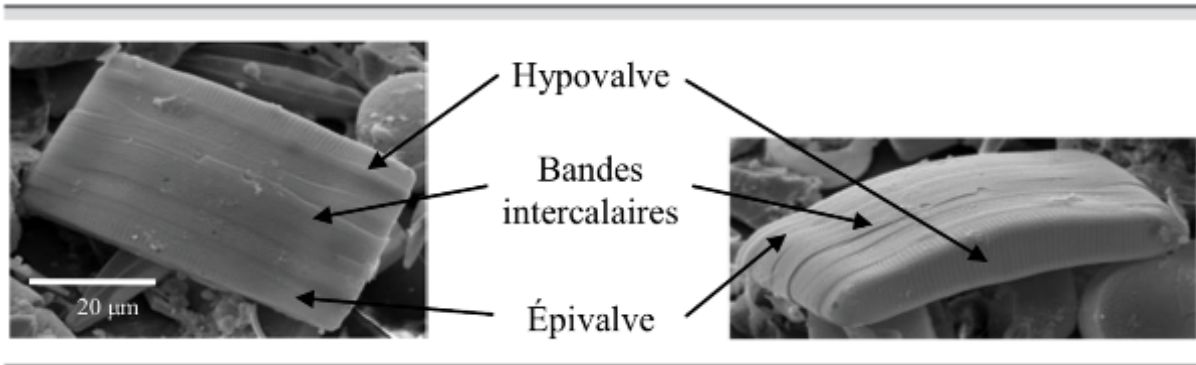 Hypovalve
Bandes
intercalaires
20 µm
Épivalve